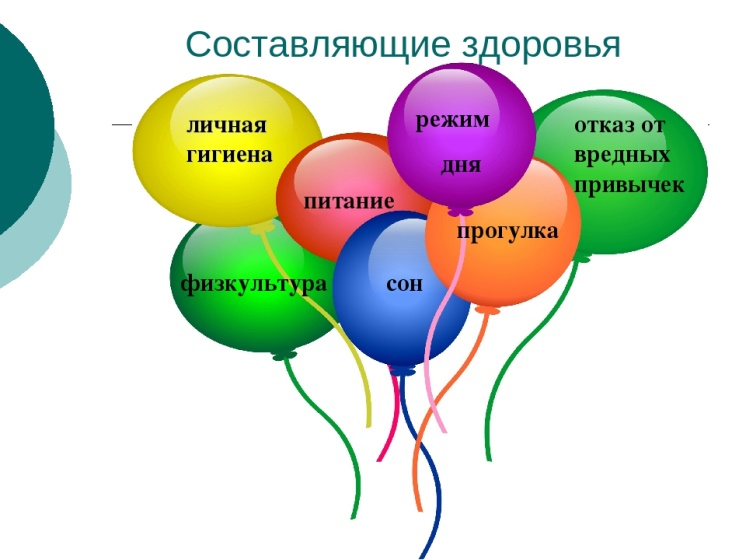 Составляющие здоровья
личная
гигиена
питание
режим
дня
отказ от
вредных
привычек
прогулка
физкультура
сон